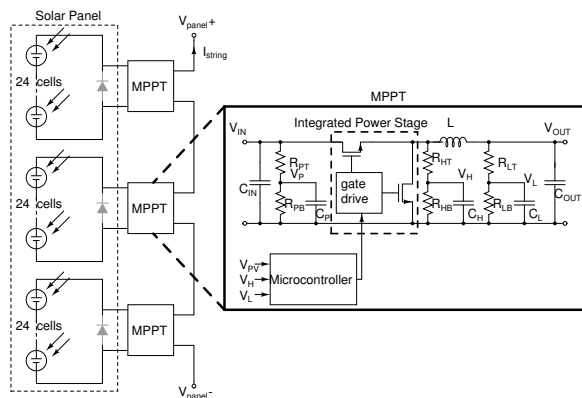 Solar Panel
Vpanel+
Istring
24 cells
MPPT
24 cells
MPPT
24 cells
MPPT
Vpanel-
MPPT
Integrated Power Stage
L
VIN
VOUT
RPT
VP
CIN
RPB
CP
gate
drive
RHT
VH
RHB
CH
RLT
VL
RLB
CL
COUT
VPV
VH
VL
Microcontroller